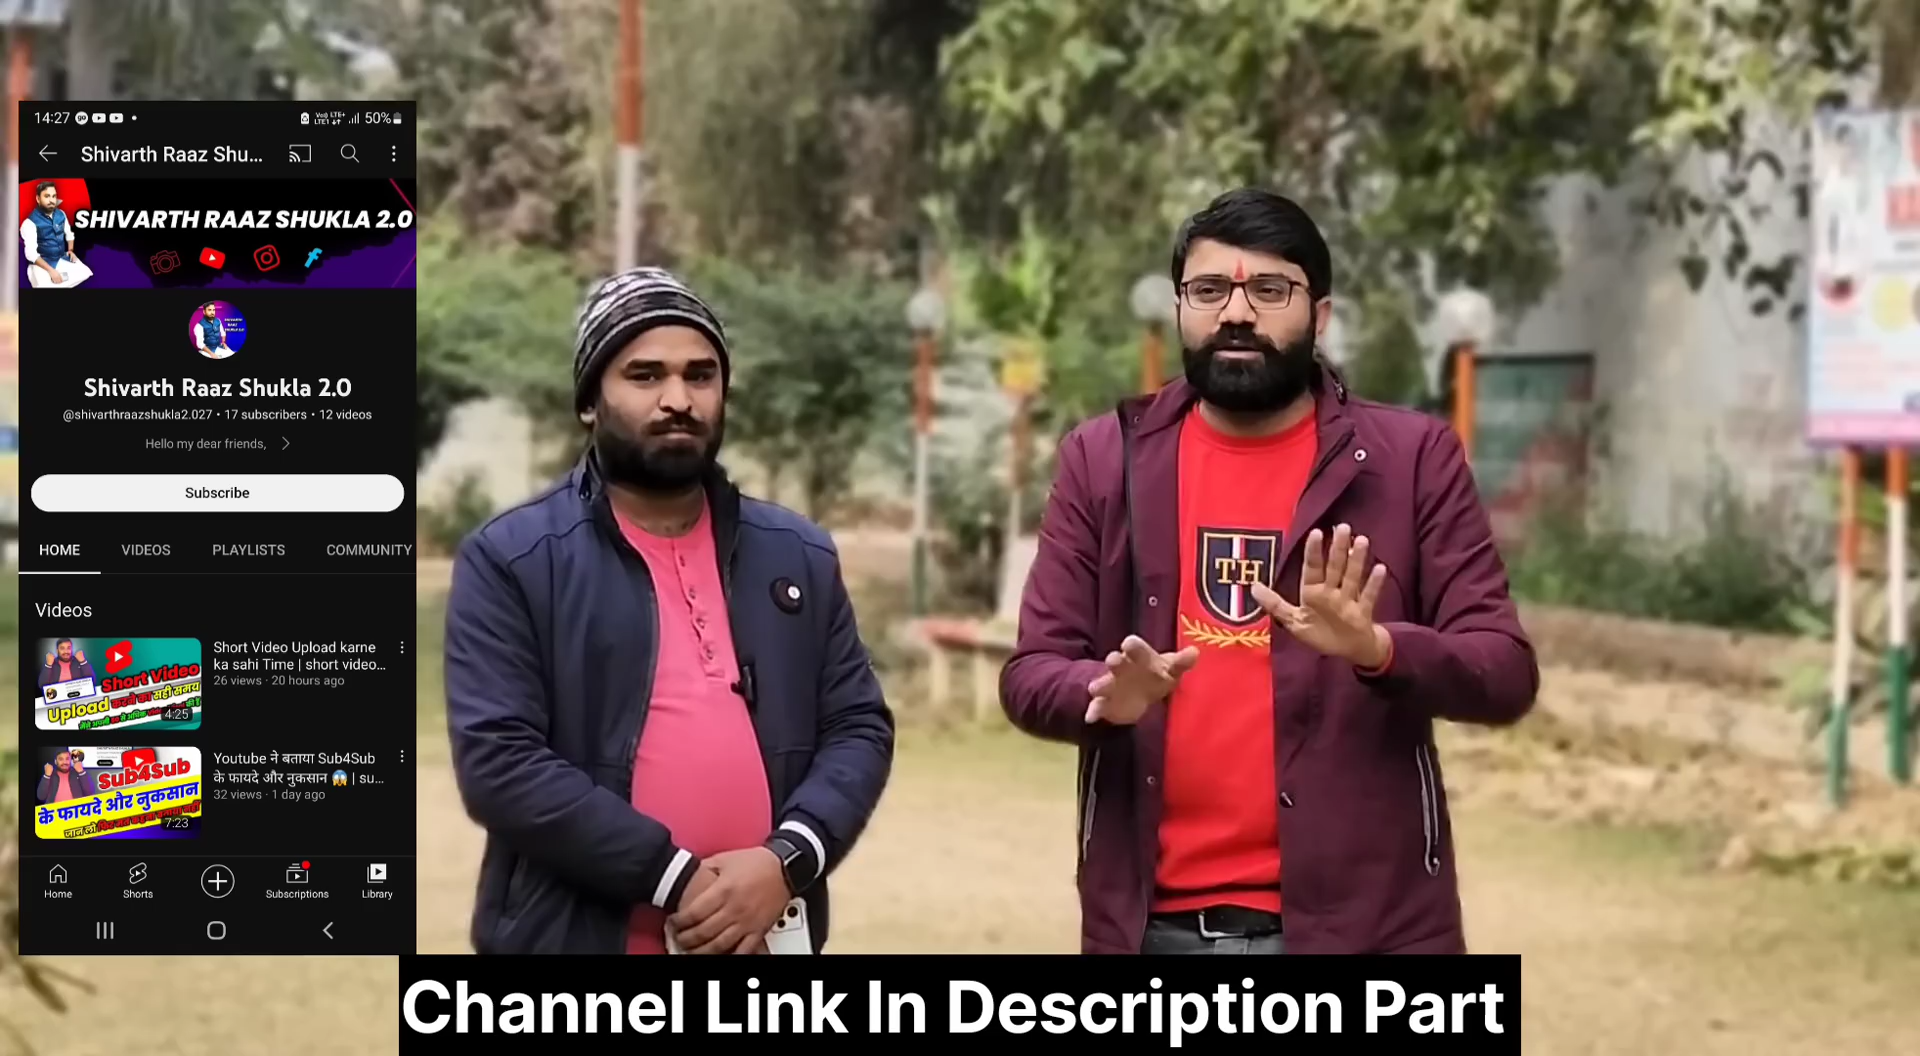 14:27
50%
Shivarth Raaz Shu...
SHIVARTH RAAZ SHUKLA 2.0
Shivarth Raaz Shukla 2.0
@shivarthraazshukla2.027 • 17 subscribers • 12 videos
Hello my dear friends,
Subscribe
HOME VIDEOS PLAYLISTS COMMUNITY
Videos
Short Video
Upload करने का सही समय
4:25
Short Video Upload karne
ka sahi Time | short video...
26 views · 20 hours ago
Sub4Sub
के फायदे और नुकसान
7:23
Youtube ने बताया Sub4Sub
के फायदे और नुकसान 😱 | su...
32 views · 1 day ago
Home Shorts Subscriptions Library
TH
Channel Link In Description Part